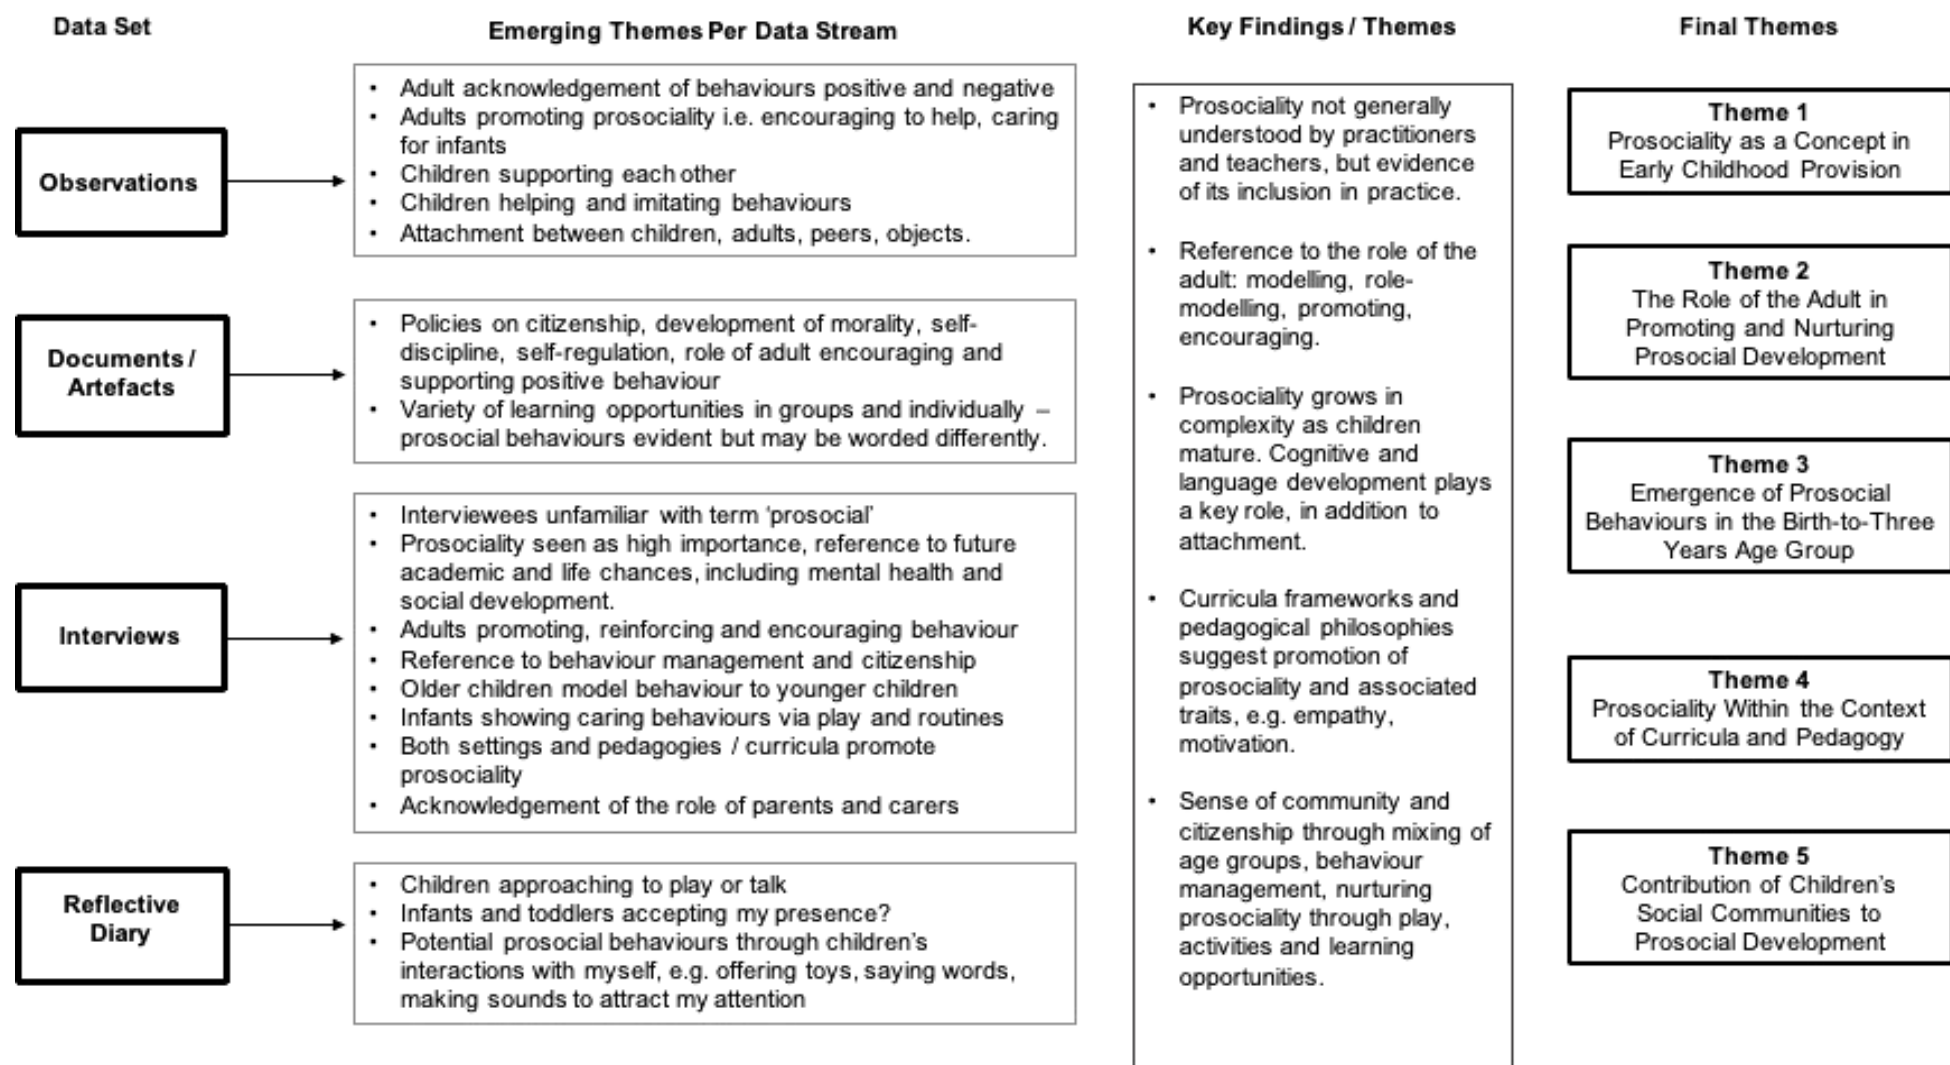 Data Set
Emerging Themes Per Data Stream
Key Findings / Themes
Final Themes
Observations
• Adult acknowledgement of behaviours positive and negative
• Adults promoting prosociality i.e. encouraging to help, caring
for infants
• Children supporting each other
• Children helping and imitating behaviours
• Attachment between children, adults, peers, objects.
Documents /
Artefacts
• Policies on citizenship, development of morality, self-
discipline, self-regulation, role of adult encouraging and
supporting positive behaviour
• Variety of learning opportunities in groups and individually –
prosocial behaviours evident but may be worded differently.
Interviews
• Interviewees unfamiliar with term ‘prosocial’
• Prosociality seen as high importance, reference to future
academic and life chances, including mental health and
social development.
• Adults promoting, reinforcing and encouraging behaviour
• Reference to behaviour management and citizenship
• Older children model behaviour to younger children
• Infants showing caring behaviours via play and routines
• Both settings and pedagogies / curricula promote
prosociality
• Acknowledgement of the role of parents and carers
Reflective
Diary
• Children approaching to play or talk
• Infants and toddlers accepting my presence?
• Potential prosocial behaviours through children’s
interactions with myself, e.g. offering toys, saying words,
making sounds to attract my attention
• Prosociality not generally
understood by practitioners
and teachers, but evidence
of its inclusion in practice.
• Reference to the role of the
adult: modelling, role-
modelling, promoting,
encouraging.
• Prosociality grows in
complexity as children
mature. Cognitive and
language development plays
a key role, in addition to
attachment.
• Curricula frameworks and
pedagogical philosophies
suggest promotion of
prosociality and associated
traits, e.g. empathy,
motivation.
• Sense of community and
citizenship through mixing of
age groups, behaviour
management, nurturing
prosociality through play,
activities and learning
opportunities.
Theme 1
Prosociality as a Concept in
Early Childhood Provision
Theme 2
The Role of the Adult in
Promoting and Nurturing
Prosocial Development
Theme 3
Emergence of Prosocial
Behaviours in the Birth-to-Three
Years Age Group
Theme 4
Prosociality Within the Context
of Curricula and Pedagogy
Theme 5
Contribution of Children’s
Social Communities to
Prosocial Development